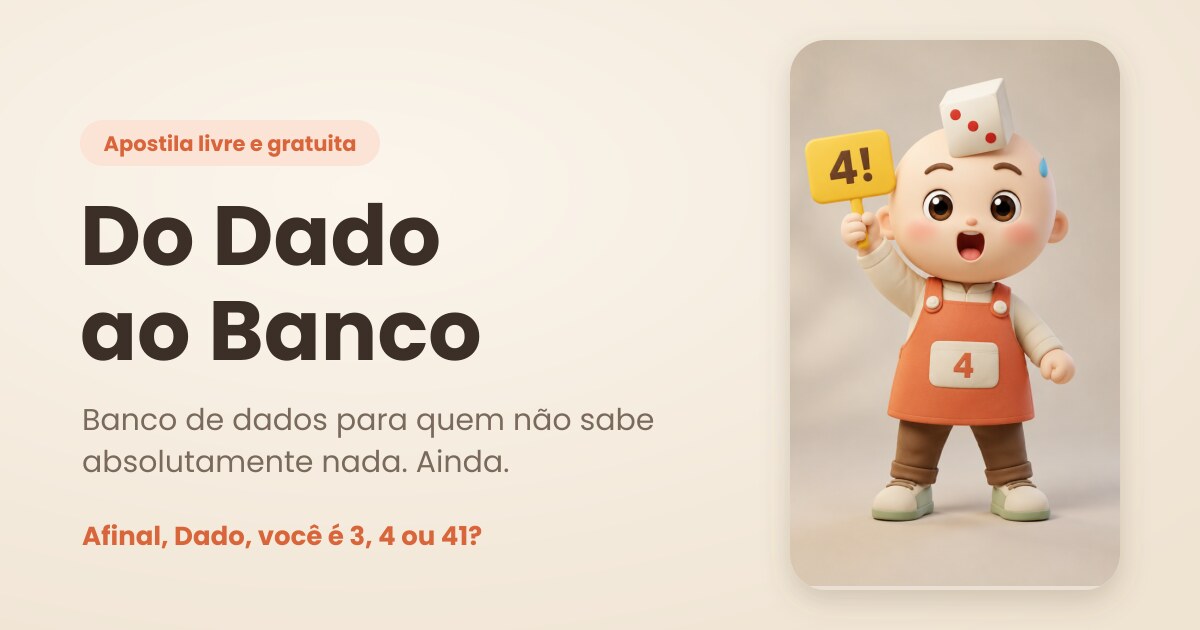 Apostila livre e gratuita
Do Dado
ao Banco
Banco de dados para quem não sabe
absolutamente nada. Ainda.
Afinal, Dado, você é 3, 4 ou 41?
4!
4